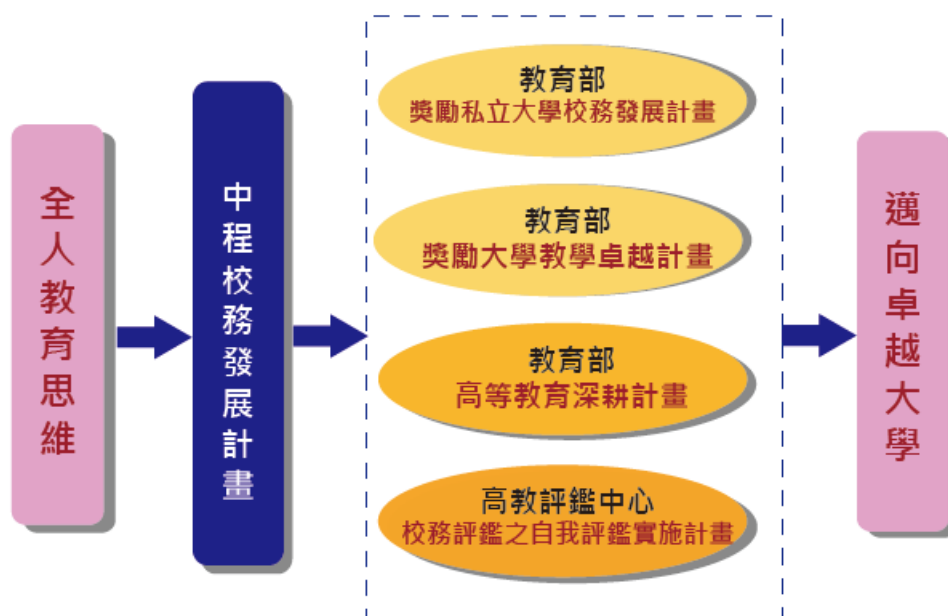 全人教育思維
中程校務發展計畫
教育部
獎勵私立大學校務發展計畫
教育部
獎勵大學教學卓越計畫
教育部
高等教育深耕計畫
高教評鑑中心
校務評鑑之自我評鑑實施計畫
邁向卓越大學